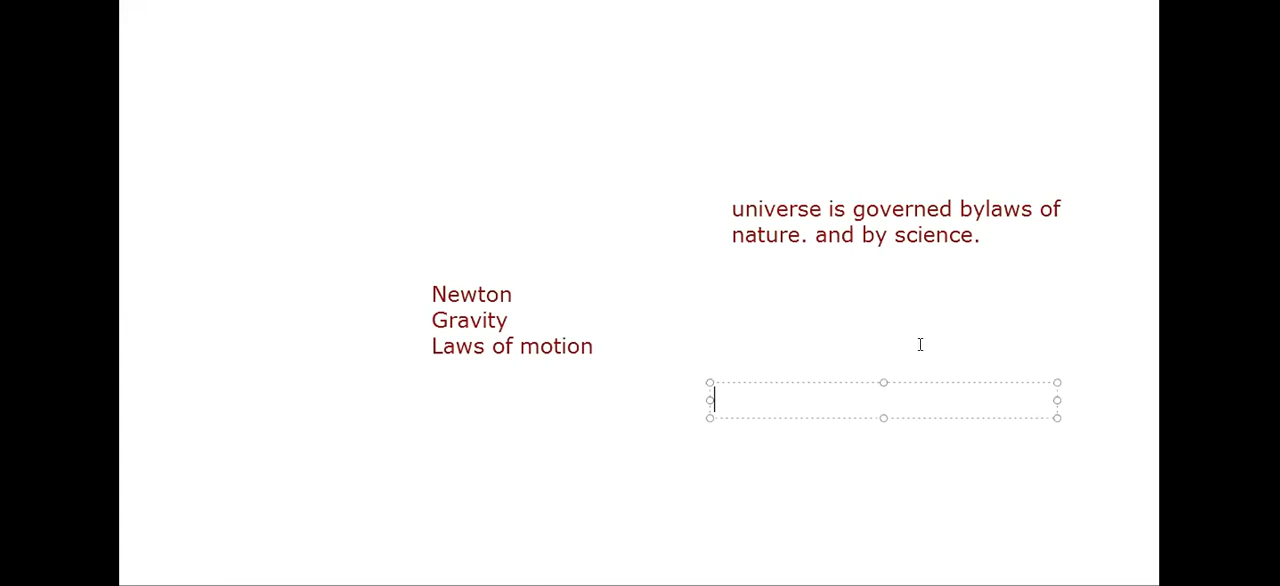 universe is governed bylaws of
nature. and by science.
Newton
Gravity
Laws of motion